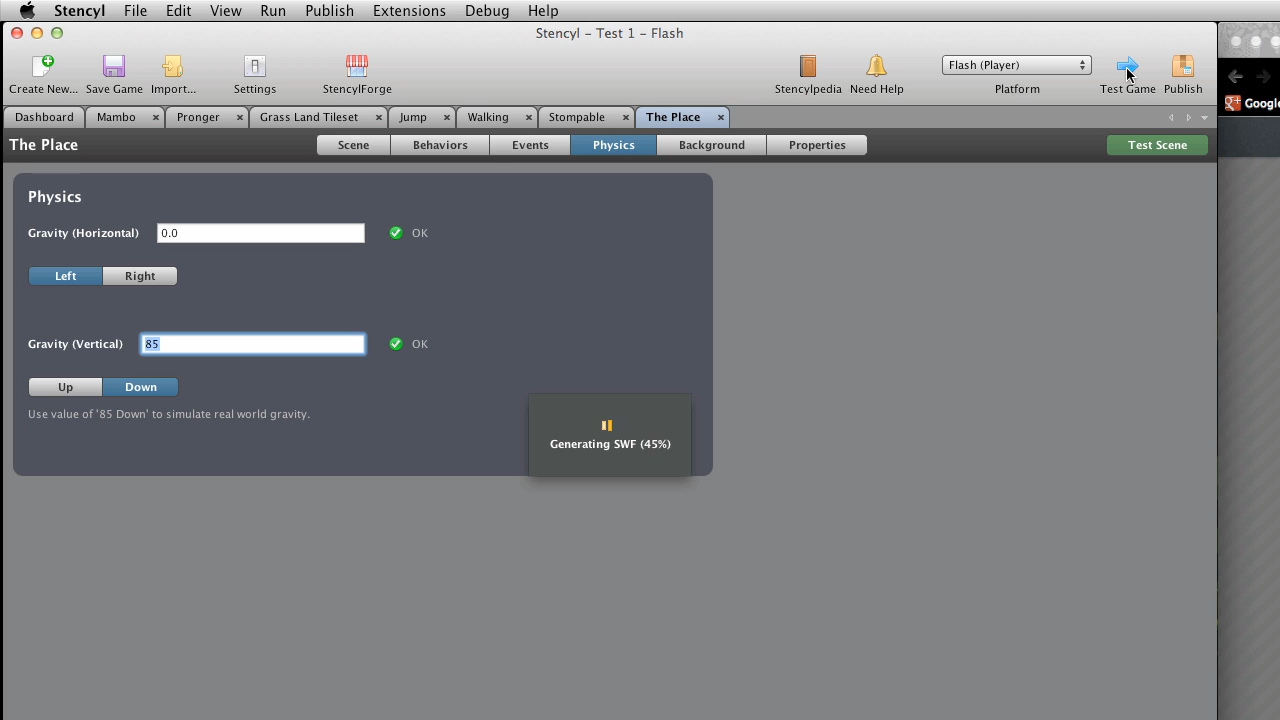 Stencyl File Edit View Run Publish Extensions Debug Help
Stencyl – Test 1 – Flash
Create New... Save Game Import... Settings StencylForge Stencylpedia Need Help Flash (Player) Platform Test Game Publish
Google
Dashboard Mambo Pronger Grass Land Tileset Jump Walking Stompable The Place
The Place Scene Behaviors Events Physics Background Properties Test Scene
Physics
Gravity (Horizontal) 0.0 OK
Left Right
Gravity (Vertical) 85 OK
Up Down
Use value of '85 Down' to simulate real world gravity.
Generating SWF (45%)